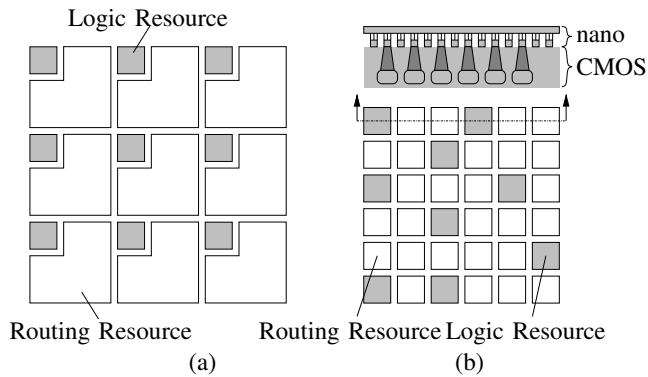 Logic Resource
nano
CMOS
Routing Resource
Routing Resource
Logic Resource
(a)
(b)